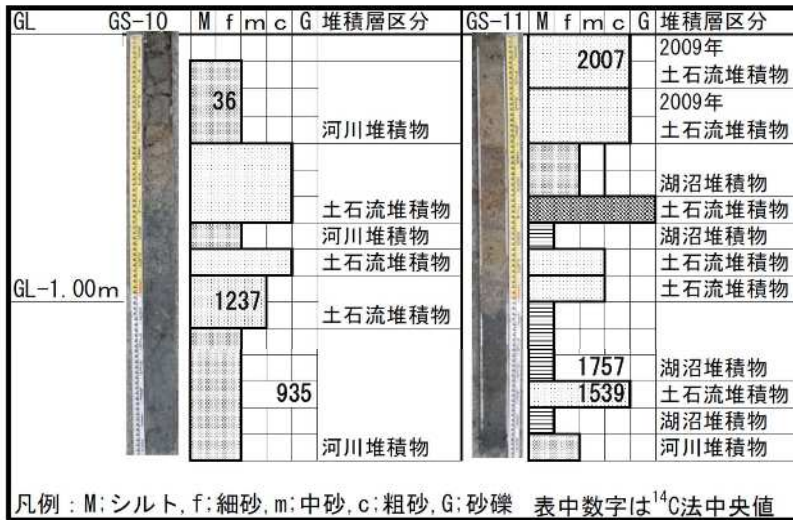 GL GS-10 M f m c G 堆積層区分 GS-11 M f m c G 堆積層区分
2007 2009年
土石流堆積物
36 2009年
河川堆積物 土石流堆積物
湖沼堆積物
土石流堆積物 土石流堆積物
河川堆積物 湖沼堆積物
土石流堆積物 土石流堆積物
GL-1.00m 1237 土石流堆積物
土石流堆積物
1757 湖沼堆積物
935 1539 土石流堆積物
湖沼堆積物
河川堆積物 河川堆積物
凡例：M;シルト,f;細砂,m;中砂,c;粗砂,G;砂礫 表中数字は¹⁴C法中央値